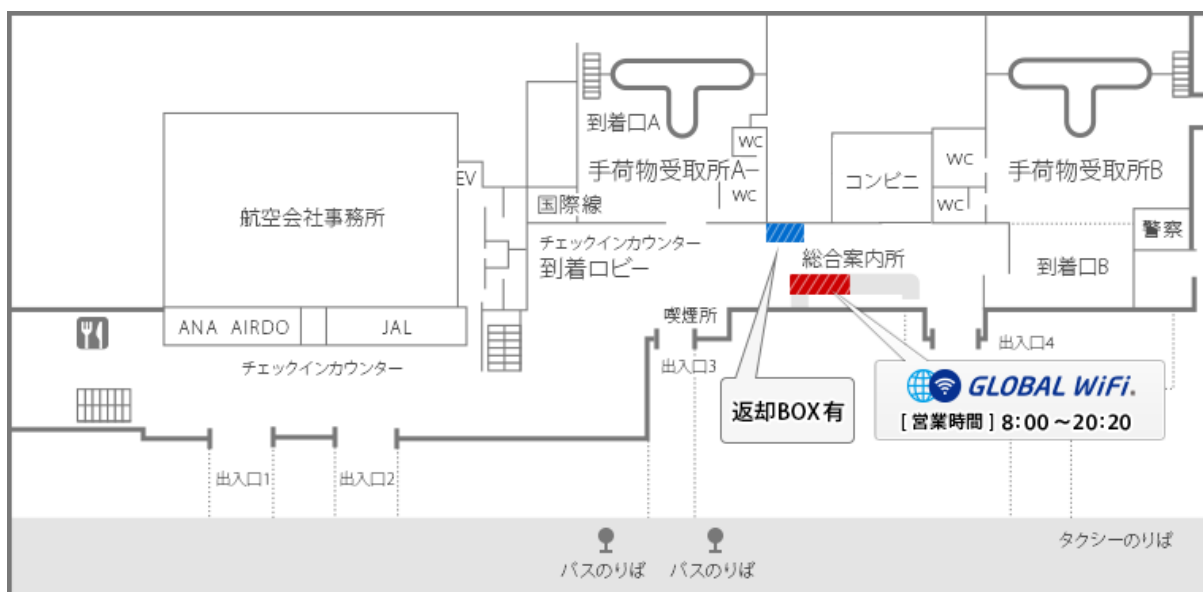 到着口A
WC
手荷物受取所A
WC
コンビニ
WC
WC
手荷物受取所B
EV
国際線
航空会社事務所
チェックインカウンター
到着ロビー
総合案内所
警察
到着口B
喫煙所
ANA AIRDO
JAL
チェックインカウンター
出入口3
出入口4
返却BOX有
GLOBAL WiFi.
[営業時間] 8:00~20:20
出入口1
出入口2
バスのりば
バスのりば
タクシーのりば